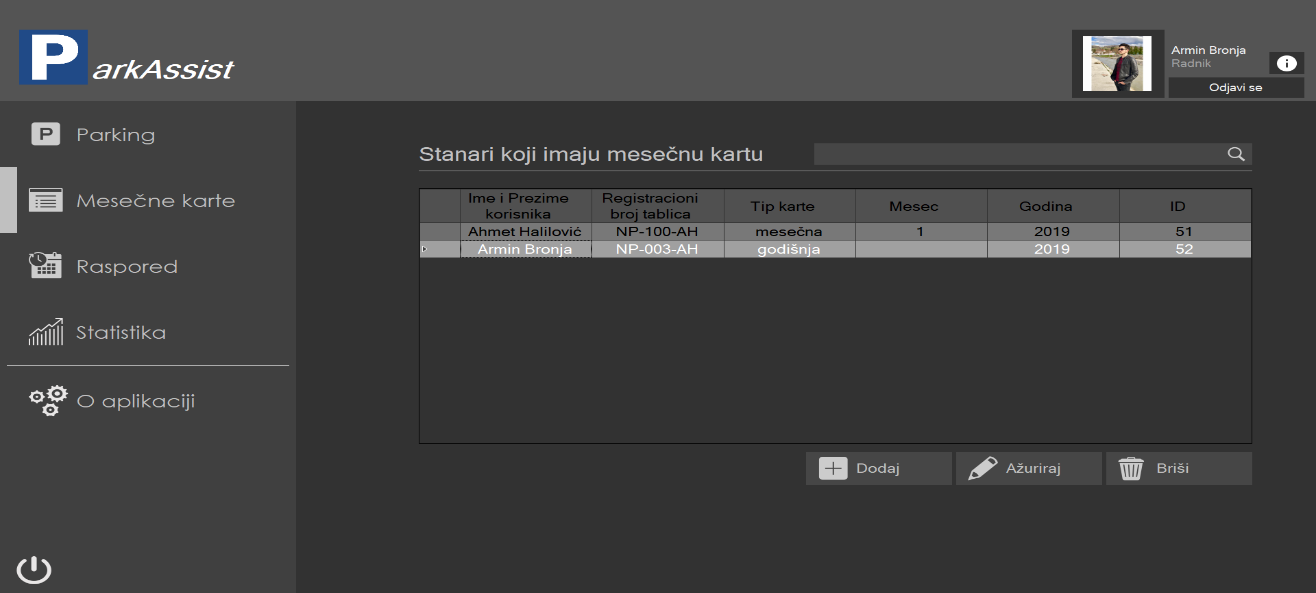 ParkAssist
Armin Bronja
Radnik
Odjavi se
P Parking
Mesečne karte
Raspored
Statistika
O aplikaciji
Stanari koji imaju mesečnu kartu
Ime i Prezime korisnika Registracioni broj tablica Tip karte Mesec Godina ID
Ahmet Halilović NP-100-AH mesečna 1 2019 51
Armin Bronja NP-003-AH godišnja 2019 52
Dodaj Ažuriraj Briši